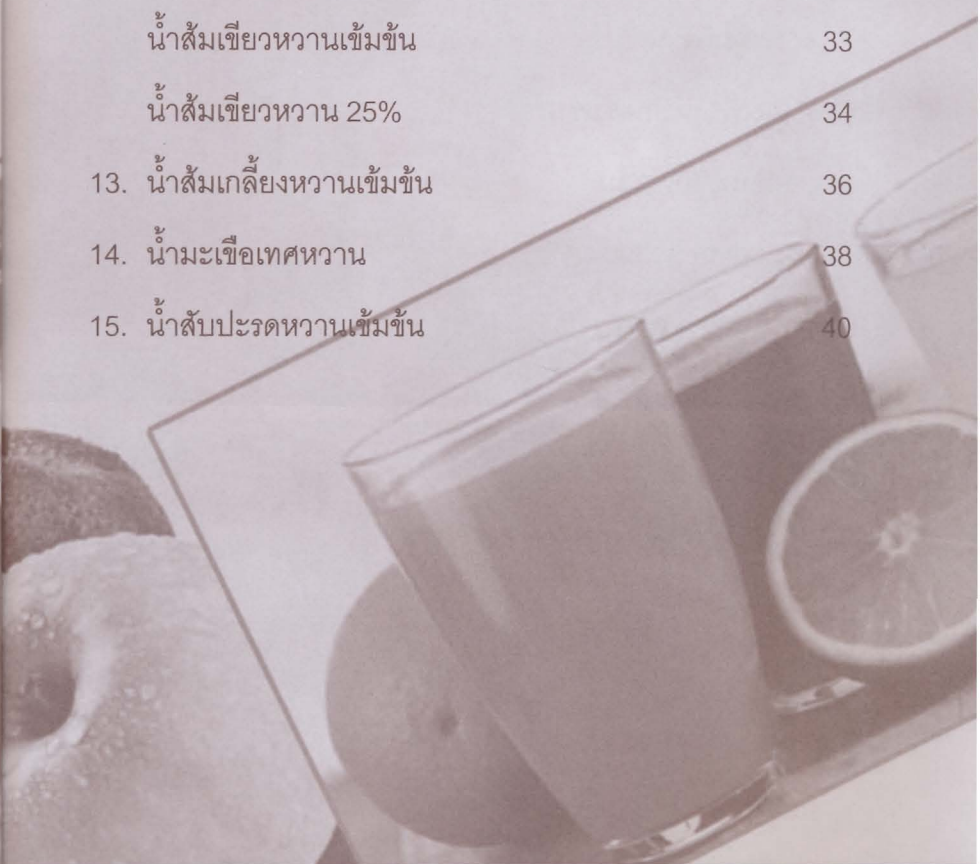 น้ำส้มเขียวหวานเข้มข้น 33
น้ำส้มเขียวหวาน 25% 34
13. น้ำส้มเกลี้ยงหวานเข้มข้น 36
14. น้ำมะเขือเทศหวาน 38
15. น้ำสับปะรดหวานเข้มข้น 40